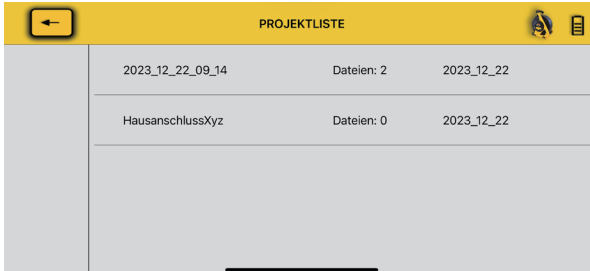 PROJEKTLISTE
2023_12_22_09_14 Dateien: 2 2023_12_22
HausanschlussXyz Dateien: 0 2023_12_22